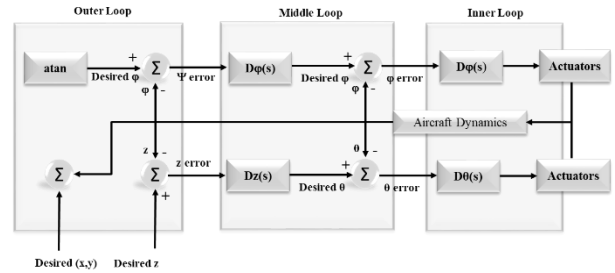 Outer Loop
Middle Loop
Inner Loop
atan
+
Σ
Desired φ
φ
-
Ψ error
Dφ(s)
+
Σ
Desired φ
φ
-
φ error
Dφ(s)
Actuators
Aircraft Dynamics
Σ
z
-
Σ
+
z error
Dz(s)
Desired θ
θ
-
+
Σ
θ error
Dθ(s)
Actuators
Desired (x,y)
Desired z